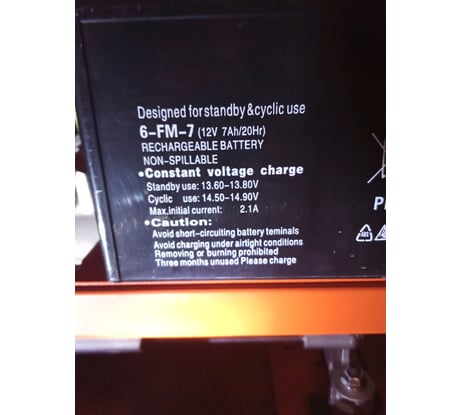 Designed for standby & cyclic use
6-FM-7 (12V 7Ah/20Hr)
RECHARGEABLE BATTERY
NON-SPILLABLE
•Constant voltage charge
Standby use: 13.60-13.80V
Cyclic use: 14.50-14.90V
Max.initial current: 2.1A
•Caution:
Avoid short-circuiting battery teminals
Avoid charging under airtight conditions
Removing or burning prohibited
Three months unused Please charge